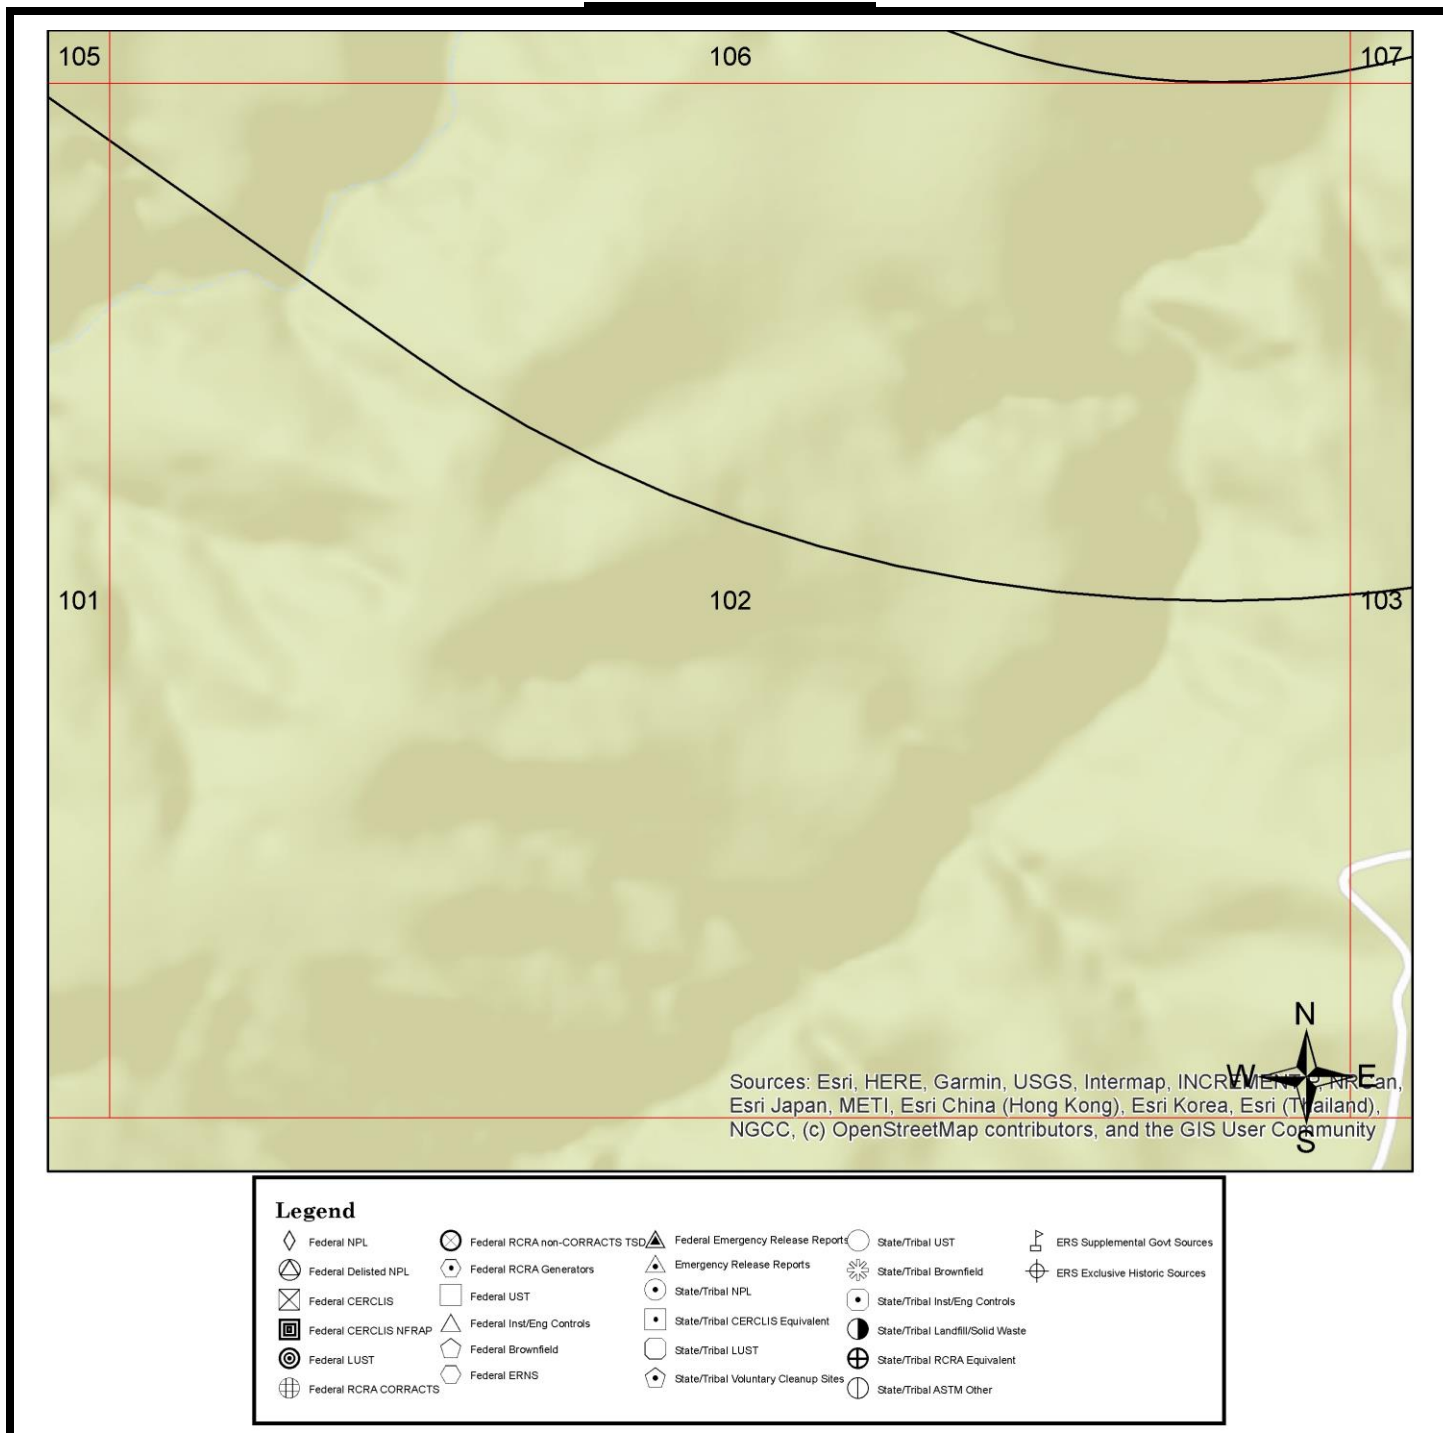 105 106 107
101 102 103
N
W E
S
Sources: Esri, HERE, Garmin, USGS, Intermap, INCREMENT P, NRCan,
Esri Japan, METI, Esri China (Hong Kong), Esri Korea, Esri (Thailand),
NGCC, (c) OpenStreetMap contributors, and the GIS User Community
Legend
Federal NPL
Federal Delisted NPL
Federal CERCLIS
Federal CERCLIS NFRAP
Federal LUST
Federal RCRA CORRACTS
Federal RCRA non-CORRACTS TSD
Federal RCRA Generators
Federal UST
Federal Inst/Eng Controls
Federal Brownfield
Federal ERNS
Federal Emergency Release Reports
Emergency Release Reports
State/Tribal NPL
State/Tribal CERCLIS Equivalent
State/Tribal LUST
State/Tribal Voluntary Cleanup Sites
State/Tribal UST
State/Tribal Brownfield
State/Tribal Inst/Eng Controls
State/Tribal Landfill/Solid Waste
State/Tribal RCRA Equivalent
State/Tribal ASTM Other
ERS Supplemental Govt Sources
ERS Exclusive Historic Sources